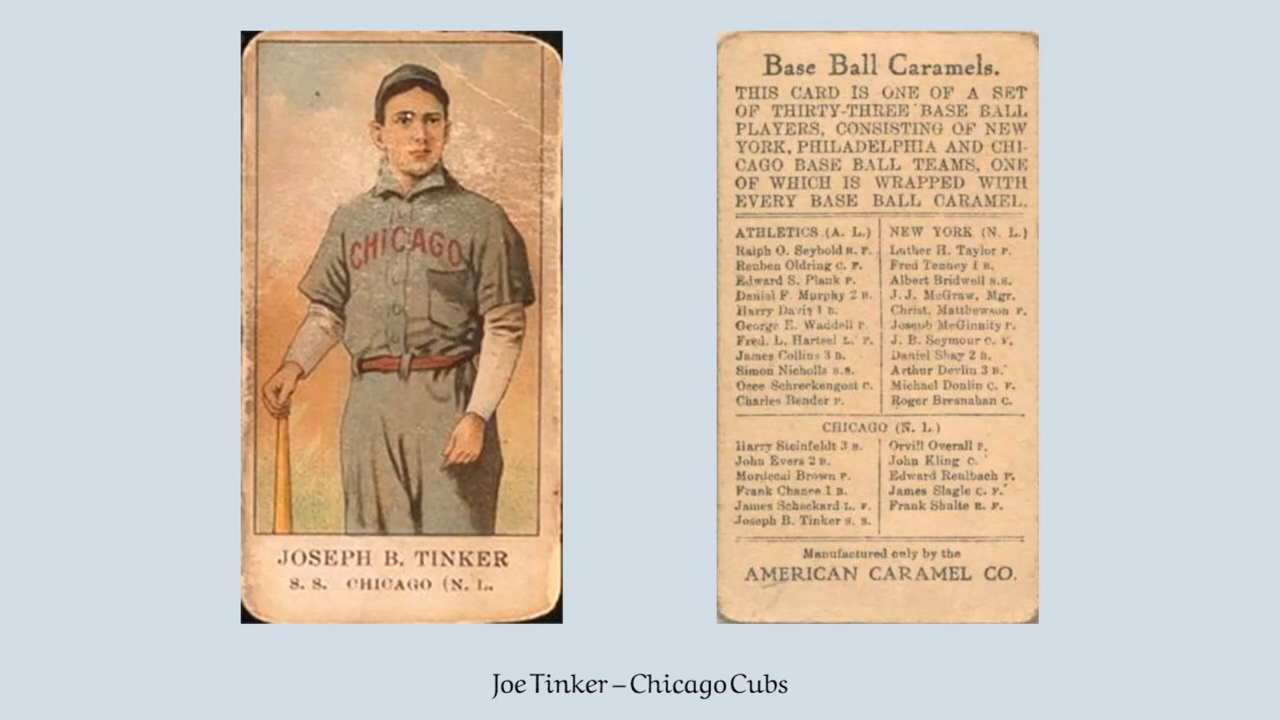 CHICAGO
JOSEPH B. TINKER
S. S. CHICAGO (N. L.
Base Ball Caramels.
THIS CARD IS ONE OF A SET
OF THIRTY-THREE BASE BALL
PLAYERS, CONSISTING OF NEW
YORK, PHILADELPHIA AND CHI-
CAGO BASE BALL TEAMS, ONE
OF WHICH IS WRAPPED WITH
EVERY BASE BALL CARAMEL.
ATHLETICS (A. L.)
Ralph O. Seybold R. F.
Reuben Oldring C. F.
Edward S. Plank P.
Danial F. Murphy 2 B.
Harry Davis 1 B.
George E. Waddell P.
Fred. L. Hartsel L. F.
James Collins 3 B.
Simon Nicholls S.S.
Osee Schreckengost C.
Charles Bender P.
NEW YORK (N. L.)
Luther H. Taylor P.
Fred Tenney 1 B.
Albert Bridwell S.S.
J. J. McGraw, Mgr.
Christ. Matthewson P.
Joseph McGinnity P.
J. B. Seymour C. F.
Daniel Shay 2 B.
Arthur Devlin 3 B.
Michael Donlin C. F.
Roger Bresnahan C.
CHICAGO (N. L.)
Harry Steinfeldt 3 B.
John Evers 2 B.
Mordecai Brown P.
Frank Chance 1 B.
James Scheckard L. F.
Joseph B. Tinker S. S.
Orvill Overall P.
John Kling C.
Edward Reulbach P.
James Slagle C. F.
Frank Shulte R. F.
Manufactured only by the
AMERICAN CARAMEL CO.
Joe Tinker – Chicago Cubs